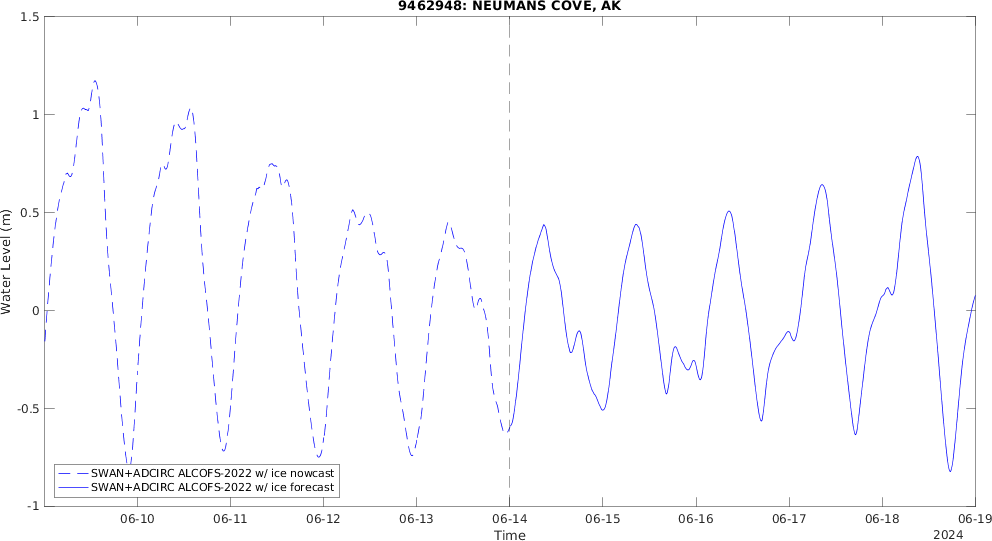 9462948: NEUMANS COVE, AK
Water Level (m)
1.5
1
0.5
0
-0.5
-1
SWAN+ADCIRC ALCOFS-2022 w/ ice nowcast
SWAN+ADCIRC ALCOFS-2022 w/ ice forecast
06-10 06-11 06-12 06-13 06-14 06-15 06-16 06-17 06-18 06-19
Time
2024